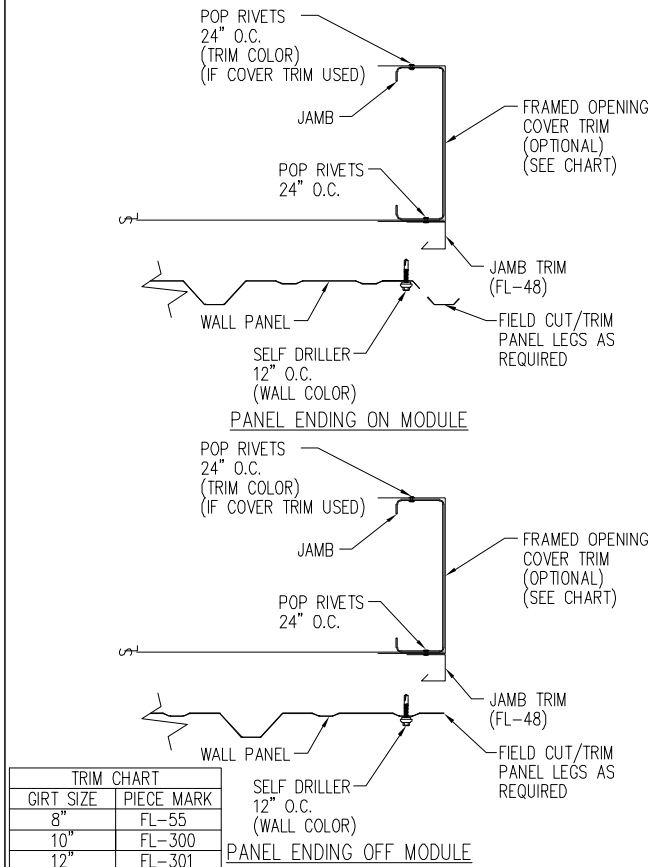 POP RIVETS
24" O.C.
(TRIM COLOR)
(IF COVER TRIM USED)
JAMB
FRAMED OPENING
COVER TRIM
(OPTIONAL)
(SEE CHART)
POP RIVETS
24" O.C.
JAMB TRIM
(FL-48)
WALL PANEL
FIELD CUT/TRIM
PANEL LEGS AS
REQUIRED
SELF DRILLER
12" O.C.
(WALL COLOR)
PANEL ENDING ON MODULE
POP RIVETS
24" O.C.
(TRIM COLOR)
(IF COVER TRIM USED)
JAMB
FRAMED OPENING
COVER TRIM
(OPTIONAL)
(SEE CHART)
POP RIVETS
24" O.C.
JAMB TRIM
(FL-48)
WALL PANEL
FIELD CUT/TRIM
PANEL LEGS AS
REQUIRED
SELF DRILLER
12" O.C.
(WALL COLOR)
PANEL ENDING OFF MODULE
TRIM CHART
GIRT SIZE PIECE MARK
8" FL-55
10" FL-300
12" FL-301